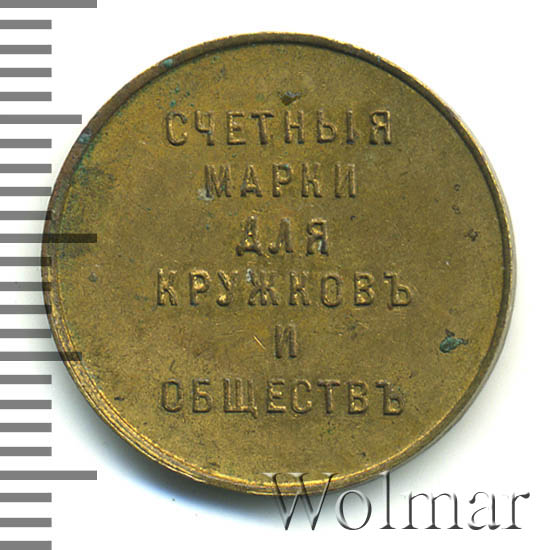 СЧЕТНЫЯ
МАРКИ
ДЛЯ
КРУЖКОВЪ
И
ОБЩЕСТВЪ
Wolmar